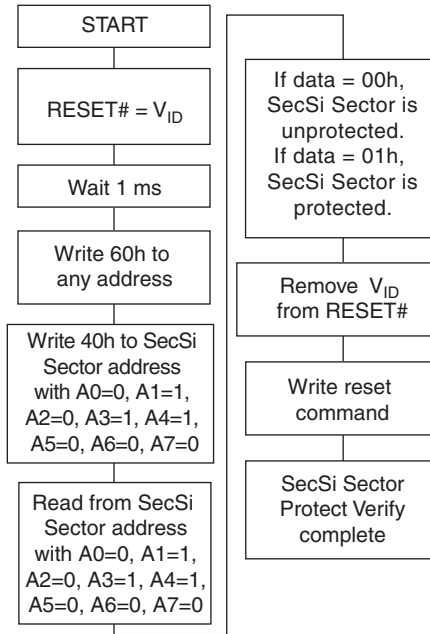 START
RESET# = VID
Wait 1 ms
Write 60h to
any address
Write 40h to SecSi
Sector address
with A0=0, A1=1,
A2=0, A3=1, A4=1,
A5=0, A6=0, A7=0
Read from SecSi
Sector address
with A0=0, A1=1,
A2=0, A3=1, A4=1,
A5=0, A6=0, A7=0
If data = 00h,
SecSi Sector is
unprotected.
If data = 01h,
SecSi Sector is
protected.
Remove VID
from RESET#
Write reset
command
SecSi Sector
Protect Verify
complete